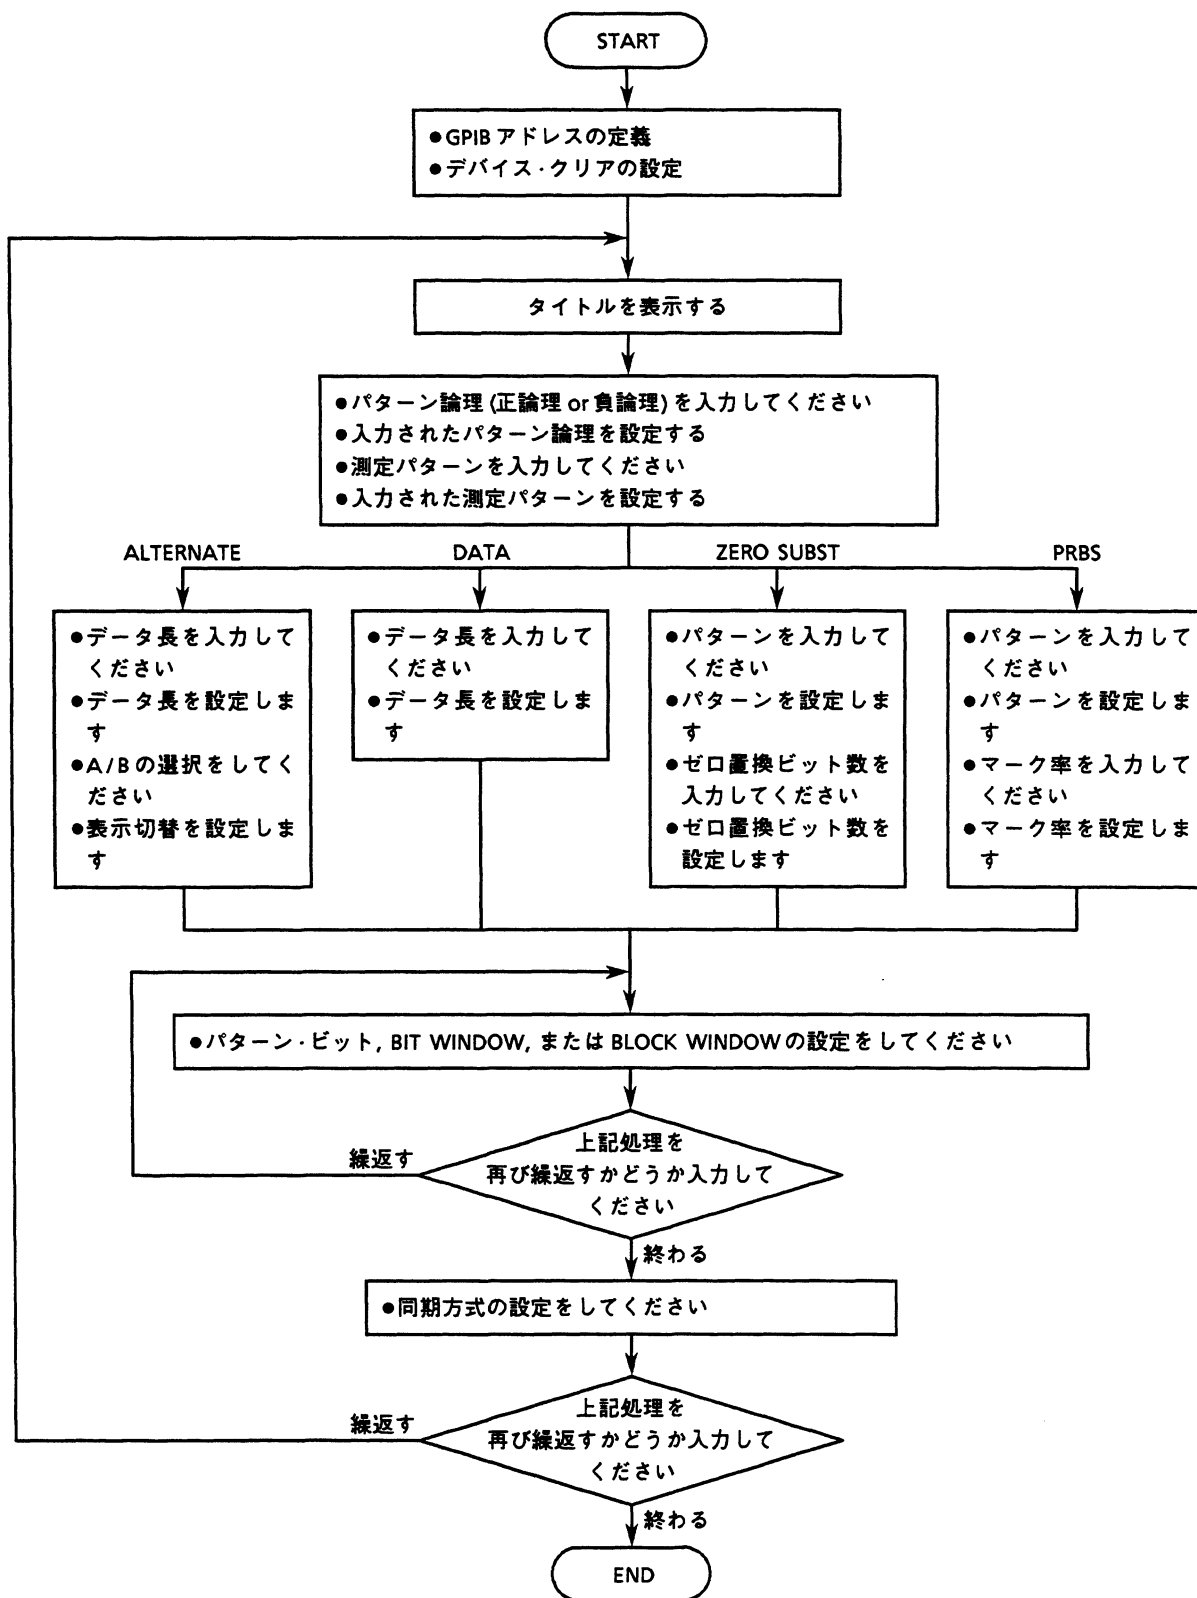 START
●GPIB アドレスの定義
●デバイス・クリアの設定
タイトルを表示する
●パターン論理 (正論理 or 負論理) を入力してください
●入力されたパターン論理を設定する
●測定パターンを入力してください
●入力された測定パターンを設定する
ALTERNATE
DATA
ZERO SUBST
PRBS
●データ長を入力して
ください
●データ長を設定しま
す
●A/Bの選択をしてく
ださい
●表示切替を設定しま
す
●データ長を入力して
ください
●データ長を設定しま
す
●パターンを入力して
ください
●パターンを設定しま
す
●ゼロ置換ビット数を
入力してください
●ゼロ置換ビット数を
設定します
●パターンを入力して
ください
●パターンを設定しま
す
●マーク率を入力して
ください
●マーク率を設定しま
す
●パターン・ビット, BIT WINDOW, または BLOCK WINDOWの設定をしてください
上記処理を
再び繰返すかどうか入力して
ください
繰返す
終わる
●同期方式の設定をしてください
上記処理を
再び繰返すかどうか入力して
ください
繰返す
終わる
END